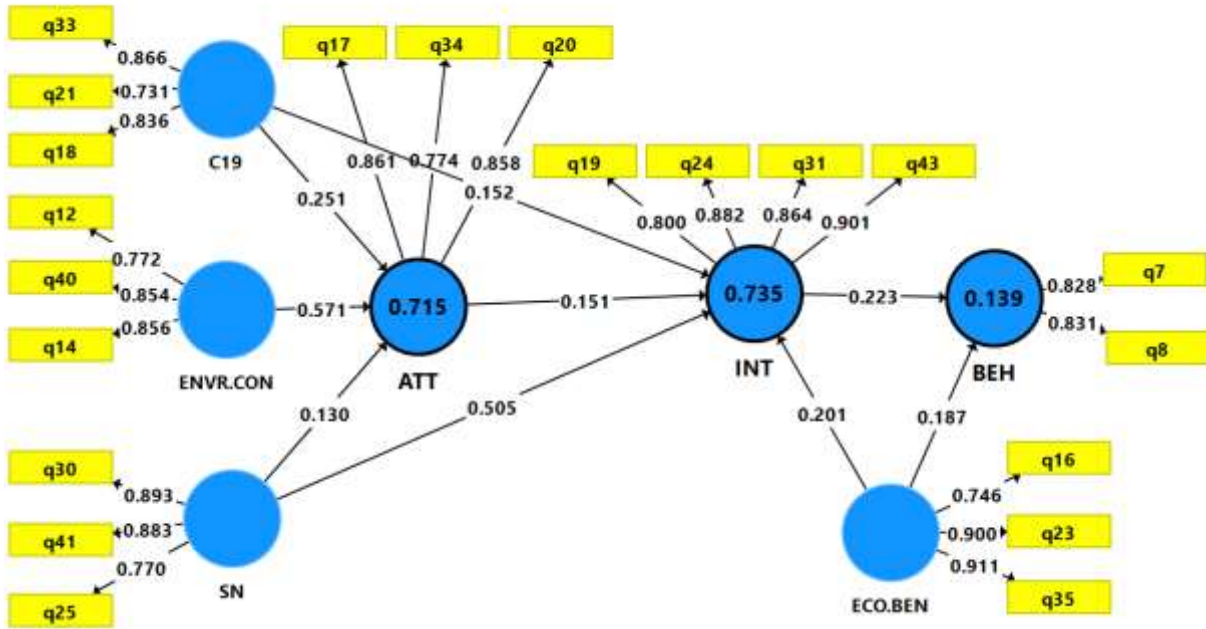 q33
q17
q34
q20
0.866
q21
0.731
0.836
q18
C19
0.861
0.774
0.858
0.152
q19
q24
q31
q43
0.251
q12
0.800
0.882
0.864
0.901
0.772
q40
0.854
0.856
q14
ENVR.CON
0.571
0.715
ATT
0.151
0.735
INT
0.223
0.139
BEH
0.828
q7
0.831
q8
0.130
0.505
0.201
0.187
q30
0.893
q41
0.883
0.770
q25
SN
q16
0.746
0.900
q23
0.911
q35
ECO.BEN